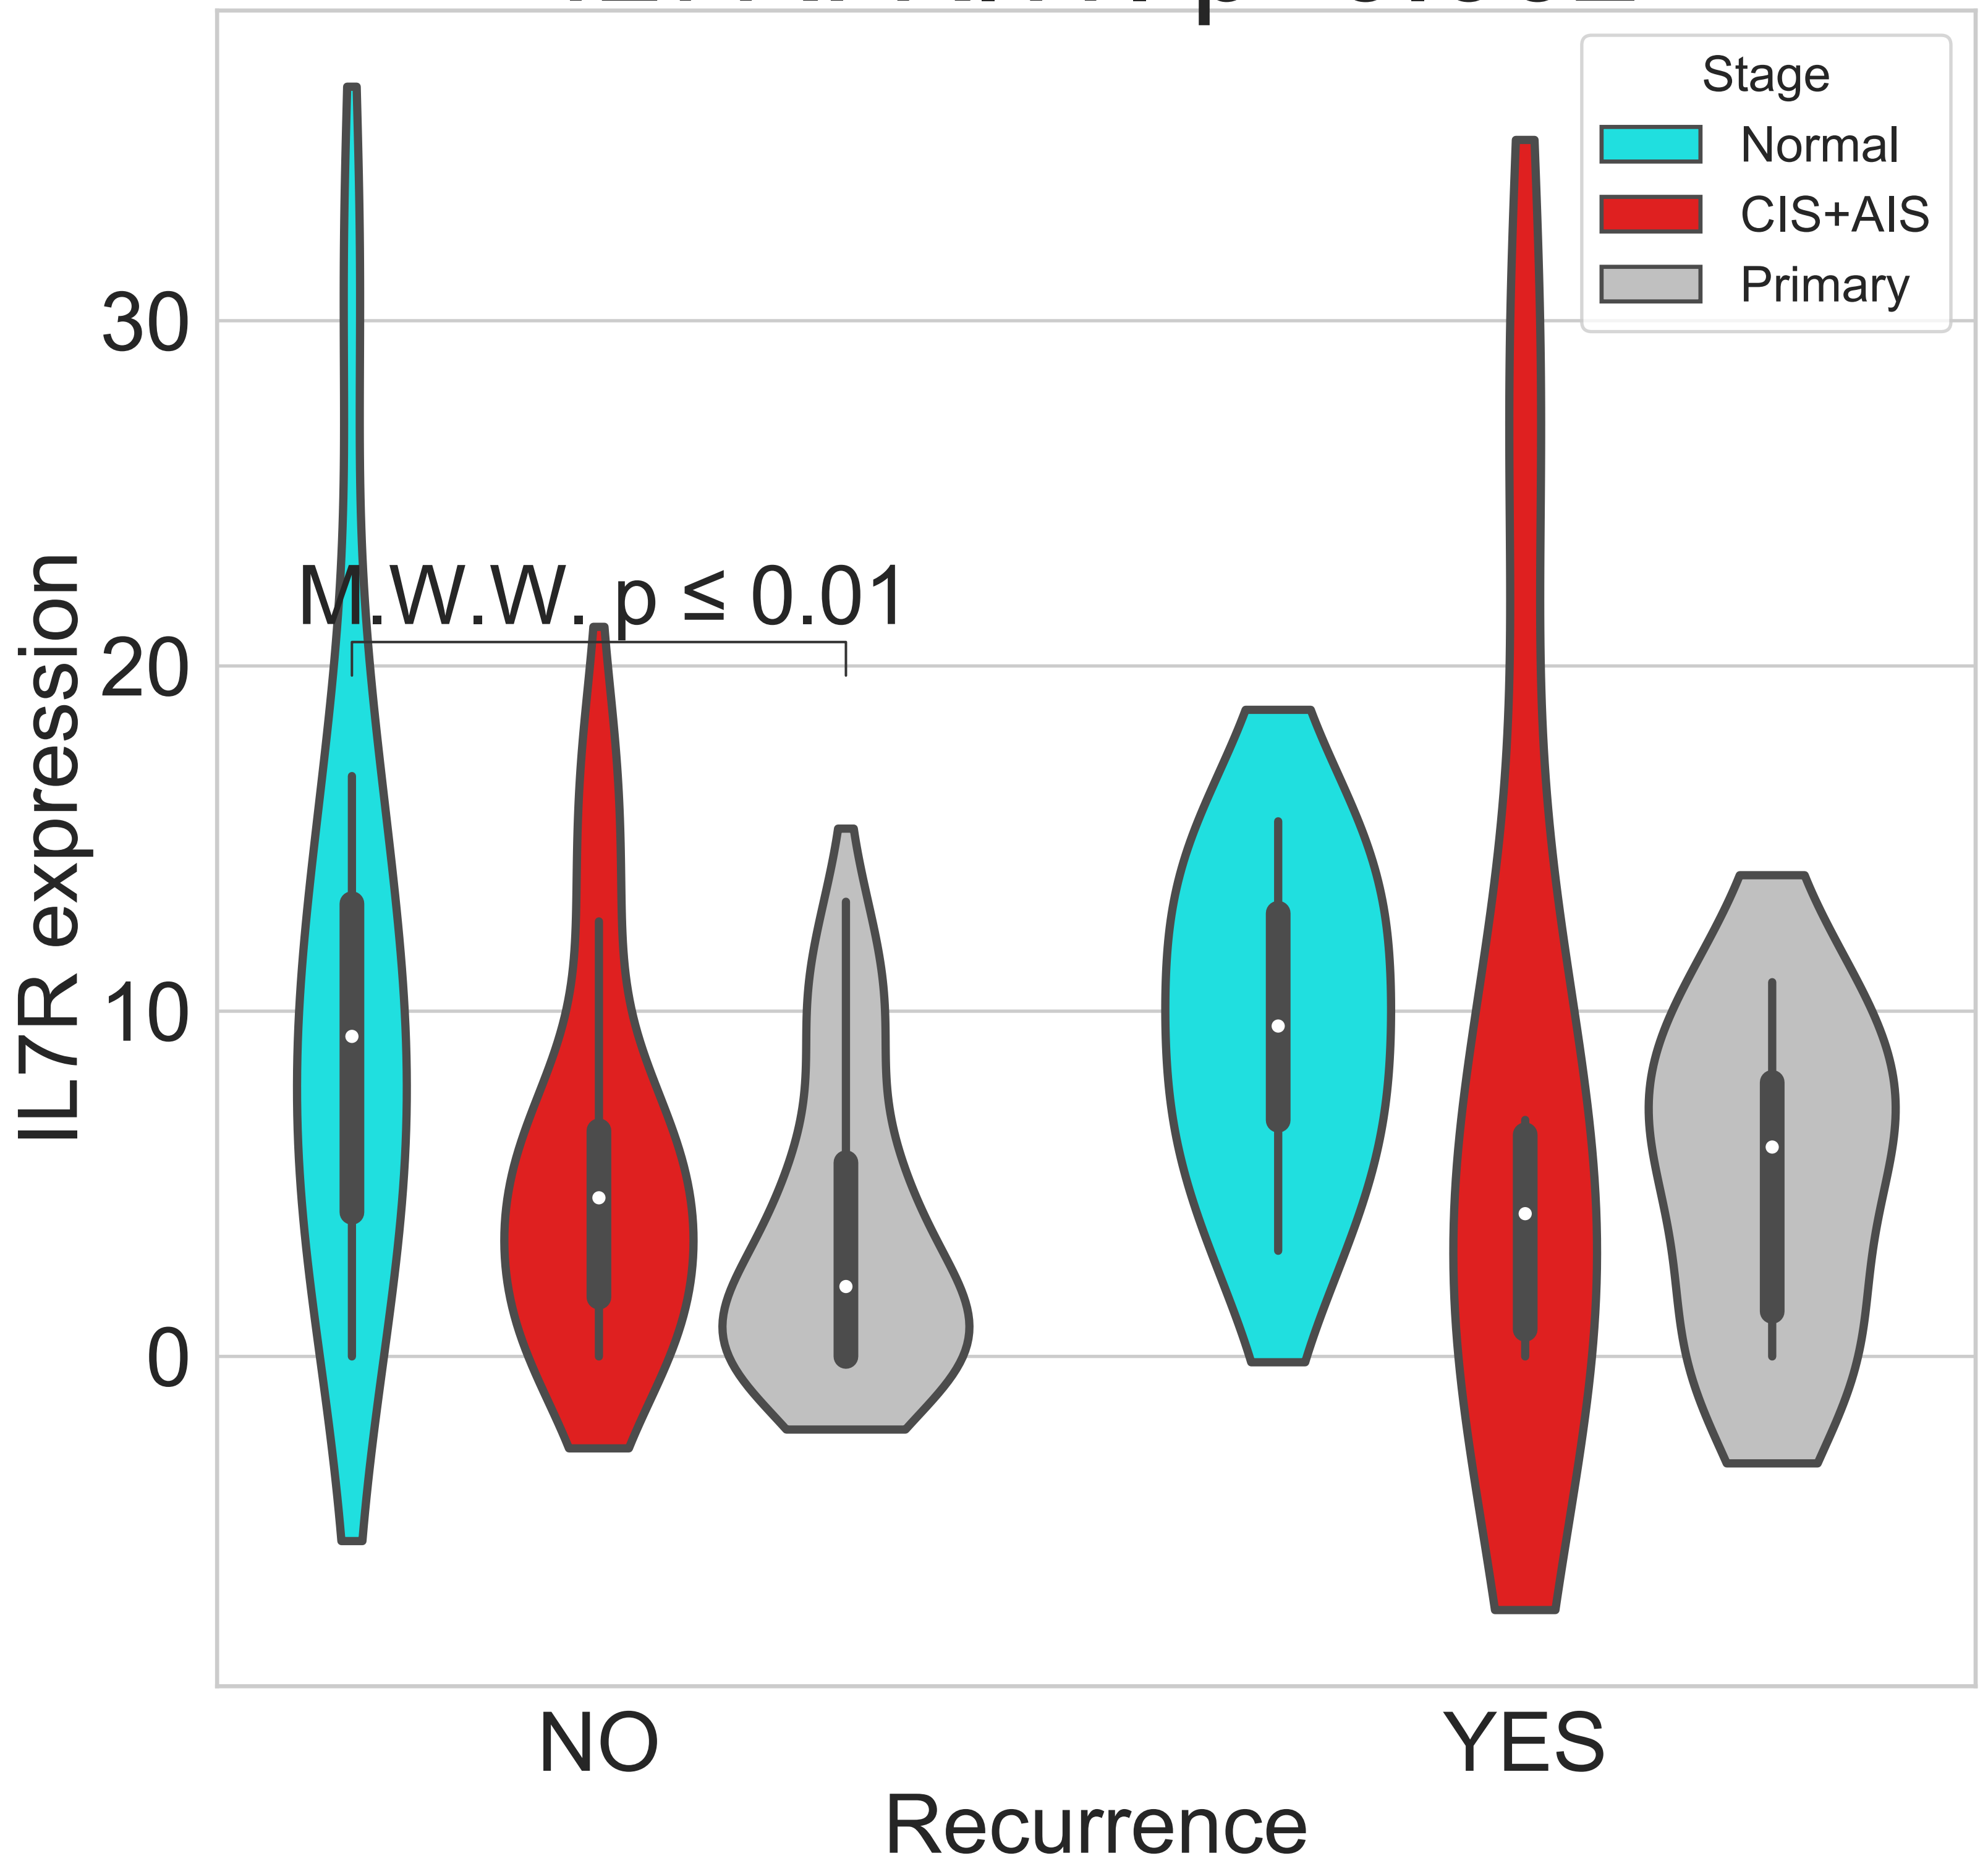 Stage
Normal
CIS+AIS
Primary
30
20
10
0
IL7R expression
M.W.W. p ≤ 0.01
NO
YES
Recurrence